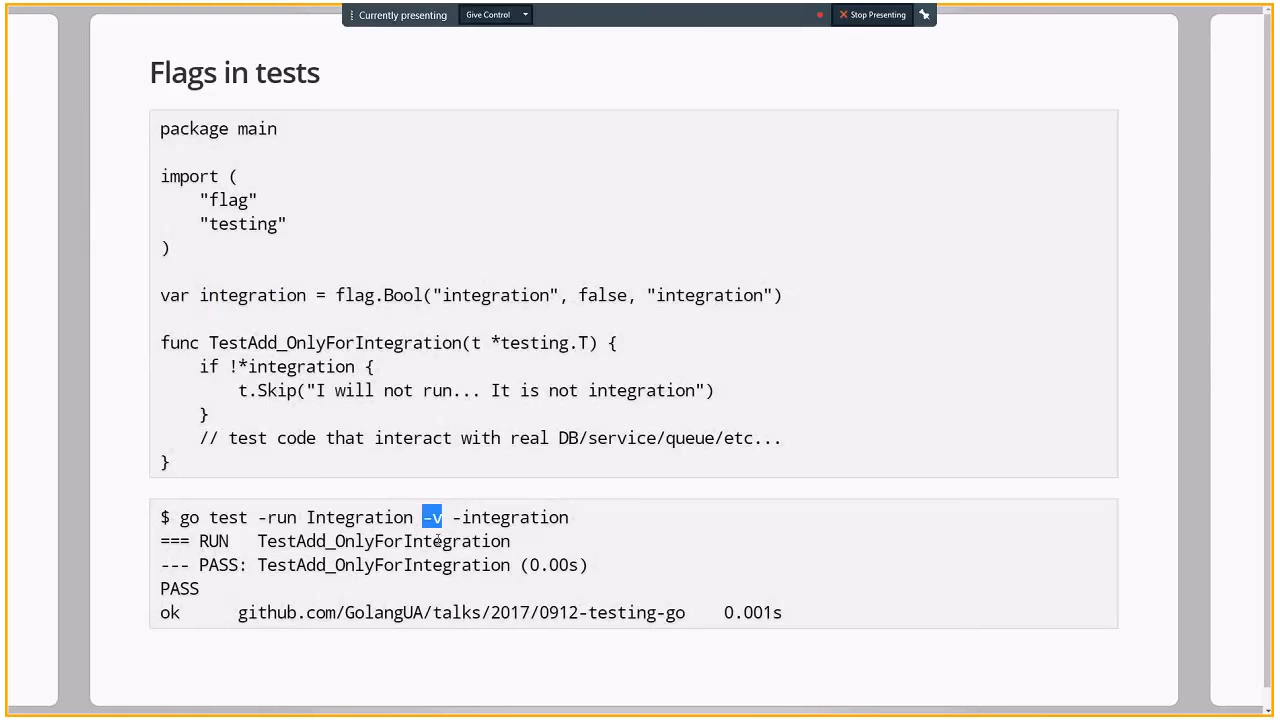 Currently presenting
Give Control
Stop Presenting
Flags in tests
package main
import (
"flag"
"testing"
)
var integration = flag.Bool("integration", false, "integration")
func TestAdd_OnlyForIntegration(t *testing.T) {
if !*integration {
t.Skip("I will not run... It is not integration")
}
// test code that interact with real DB/service/queue/etc...
}
$ go test -run Integration -v -integration
=== RUN   TestAdd_OnlyForIntegration
--- PASS: TestAdd_OnlyForIntegration (0.00s)
PASS
ok      github.com/GolangUA/talks/2017/0912-testing-go    0.001s